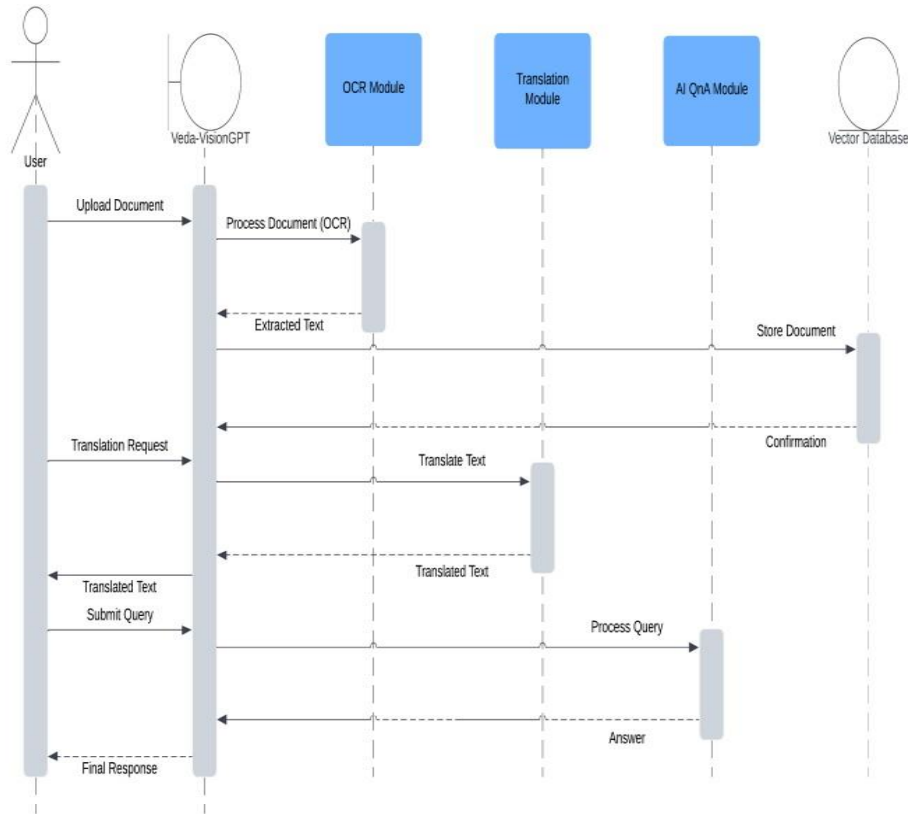 OCR Module
Translation
Module
AI QnA Module
User
Veda-VisionGPT
Vector Database
Upload Document
Process Document (OCR)
Extracted Text
Store Document
Confirmation
Translation Request
Translate Text
Translated Text
Translated Text
Submit Query
Process Query
Answer
Final Response